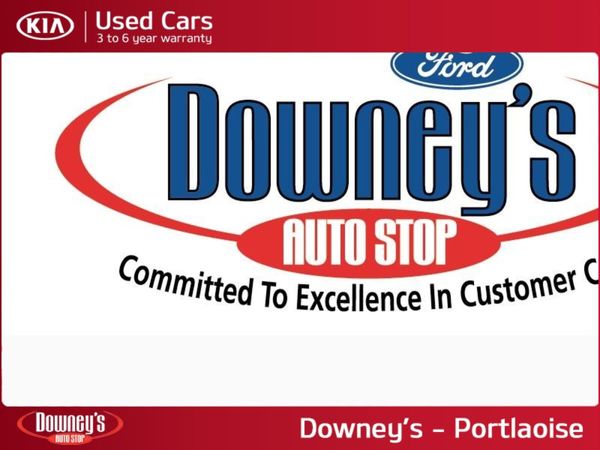 KIA
Used Cars
3 to 6 year warranty
Ford
Downey's
AUTO STOP
Committed To Excellence In Customer C
Downey's
AUTO STOP
Downey's - Portlaoise